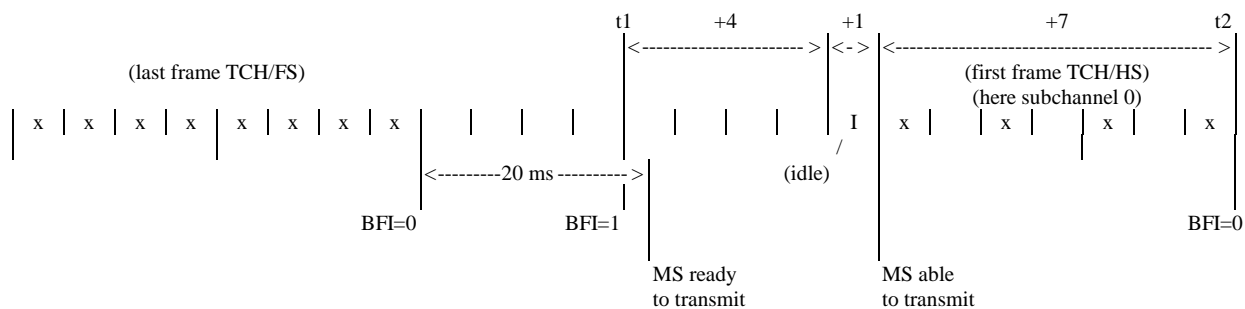 t1 +4 +1 +7 t2
<----------------------- > <- > <-------------------------------------------- >
(last frame TCH/FS) (first frame TCH/HS)
(here subchannel 0)
x x x x x x x x I x x x x
/
<---------20 ms ---------- > (idle)
BFI=0 BFI=1 BFI=0
MS ready MS able
to transmit to transmit